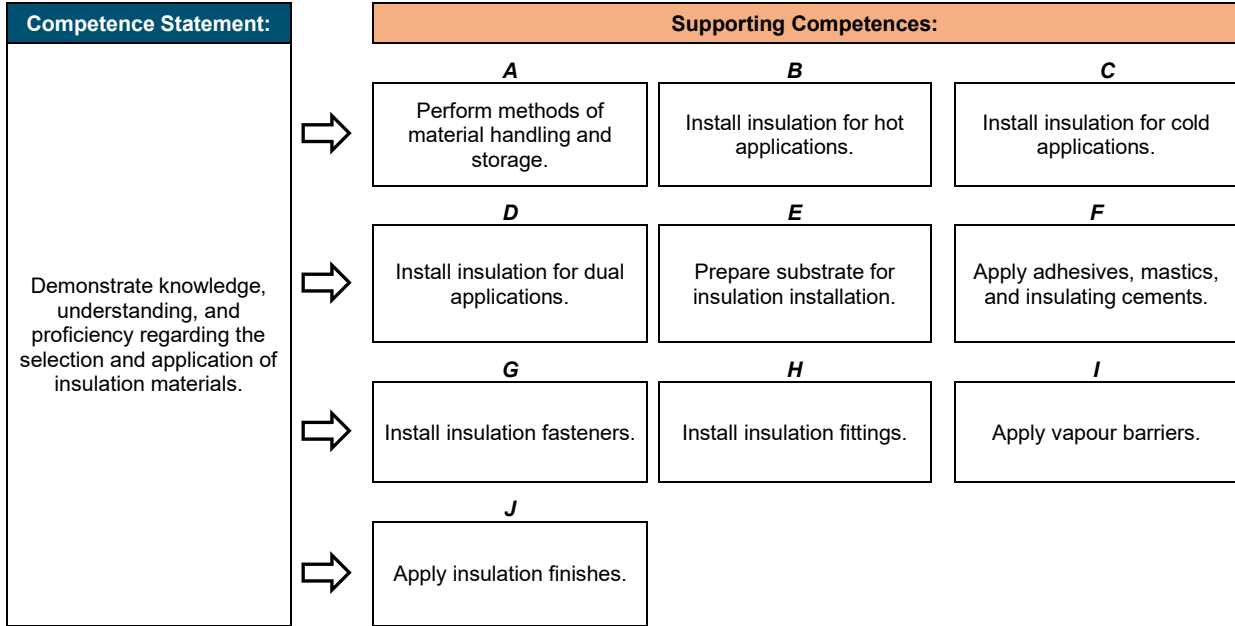 Competence Statement:
Supporting Competences:
Demonstrate knowledge,
understanding, and
proficiency regarding the
selection and application of
insulation materials.
A
Perform methods of
material handling and
storage.
B
Install insulation for hot
applications.
C
Install insulation for cold
applications.
D
Install insulation for dual
applications.
E
Prepare substrate for
insulation installation.
F
Apply adhesives, mastics,
and insulating cements.
G
Install insulation fasteners.
H
Install insulation fittings.
I
Apply vapour barriers.
J
Apply insulation finishes.